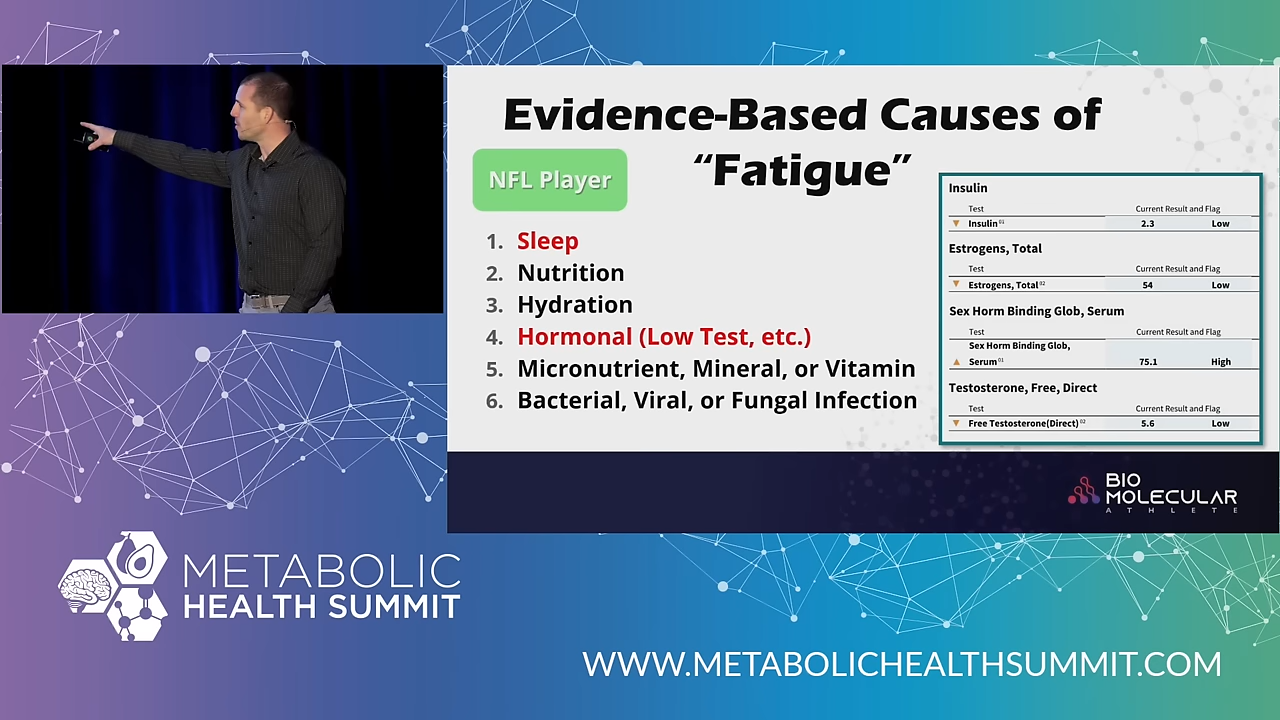 Evidence-Based Causes of
“Fatigue”
NFL Player
1. Sleep
2. Nutrition
3. Hydration
4. Hormonal (Low Test, etc.)
5. Micronutrient, Mineral, or Vitamin
6. Bacterial, Viral, or Fungal Infection
Insulin
Test Current Result and Flag
▼ Insulin 01 2.3 Low
Estrogens, Total
Test Current Result and Flag
▼ Estrogens, Total 02 54 Low
Sex Horm Binding Glob, Serum
Test Current Result and Flag
Sex Horm Binding Glob,
▲ Serum 01 75.1 High
Testosterone, Free, Direct
Test Current Result and Flag
▼ Free Testosterone(Direct) 02 5.6 Low
BIO
MOLECULAR
ATHLETE
METABOLIC
HEALTH SUMMIT
WWW.METABOLICHEALTHSUMMIT.COM